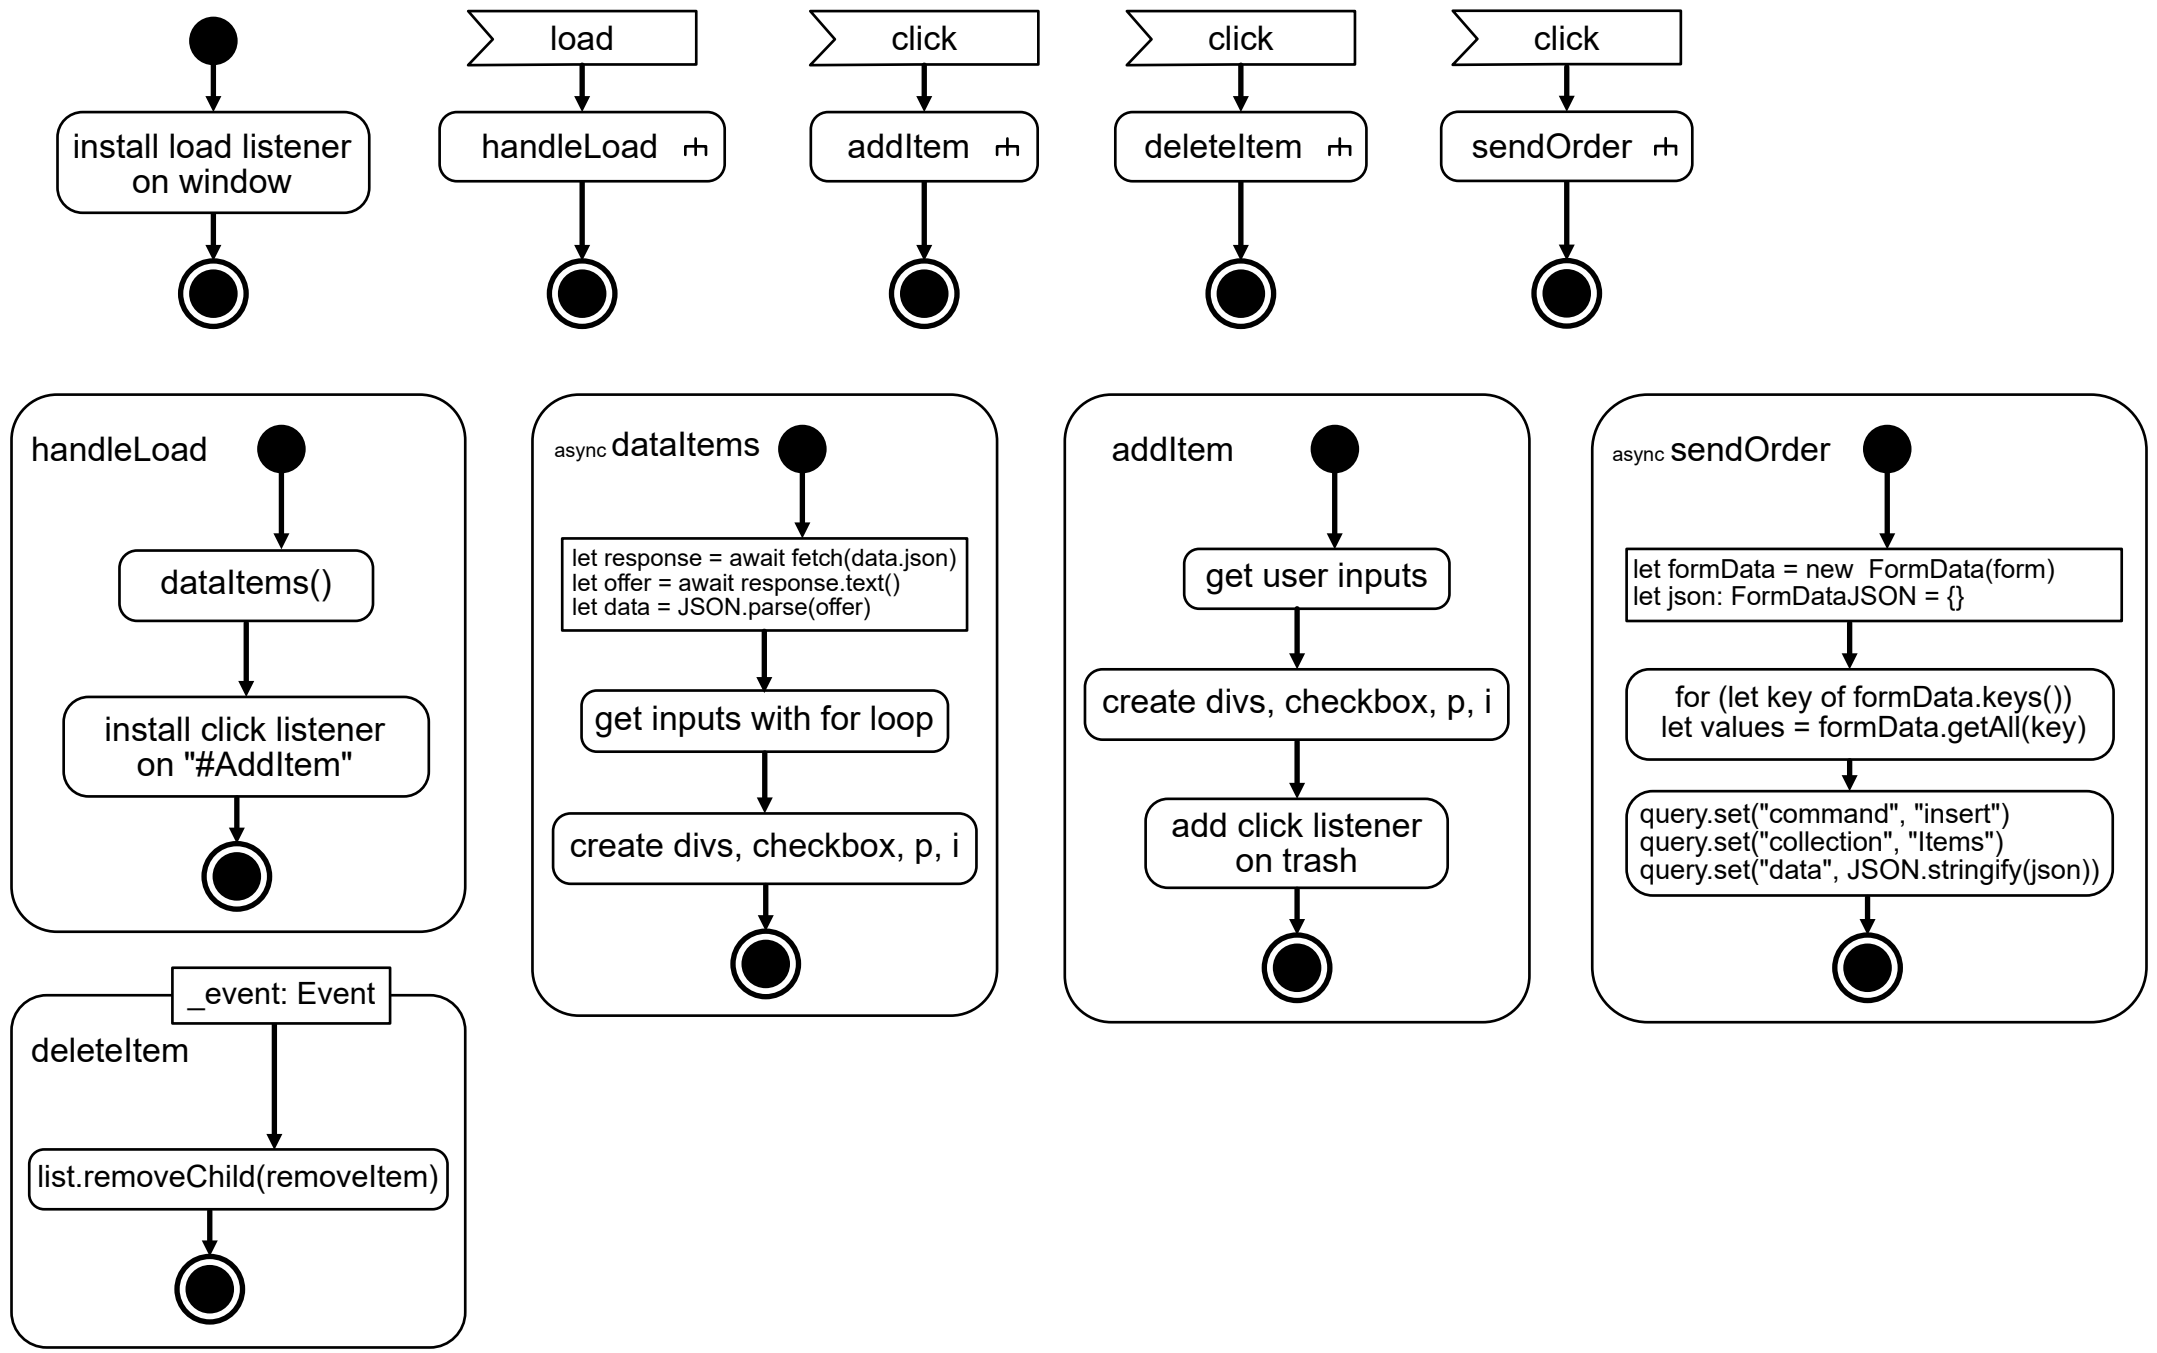 load
click
click
click
install load listener
on window
handleLoad
addItem
deleteItem
sendOrder
handleLoad
dataItems()
install click listener
on "#AddItem"
async dataItems
let response = await fetch(data.json)
let offer = await response.text()
let data = JSON.parse(offer)
get inputs with for loop
create divs, checkbox, p, i
addItem
get user inputs
create divs, checkbox, p, i
add click listener
on trash
async sendOrder
let formData = new  FormData(form)
let json: FormDataJSON = {}
for (let key of formData.keys())
let values = formData.getAll(key)
query.set("command", "insert")
query.set("collection", "Items")
query.set("data", JSON.stringify(json))
_event: Event
deleteItem
list.removeChild(removeItem)